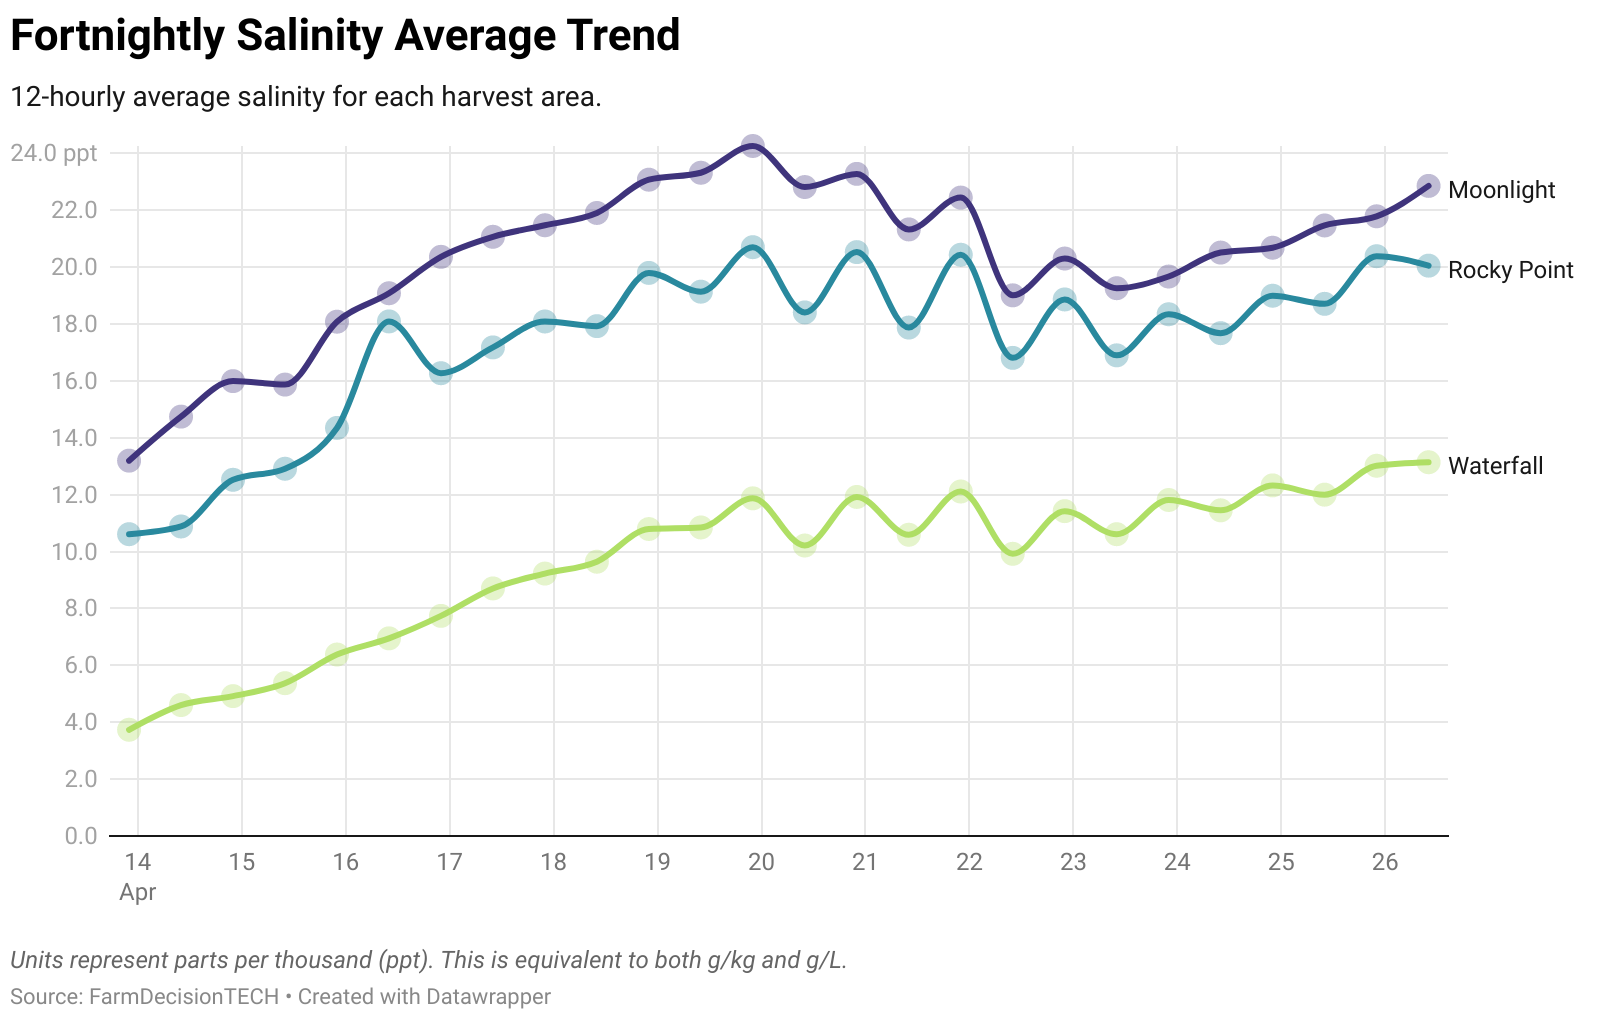 Fortnightly Salinity Average Trend
12-hourly average salinity for each harvest area.
24.0 ppt
22.0
20.0
18.0
16.0
14.0
12.0
10.0
8.0
6.0
4.0
2.0
0.0
Moonlight
Rocky Point
Waterfall
14 15 16 17 18 19 20 21 22 23 24 25 26
Apr
Units represent parts per thousand (ppt). This is equivalent to both g/kg and g/L.
Source: FarmDecisionTECH • Created with Datawrapper